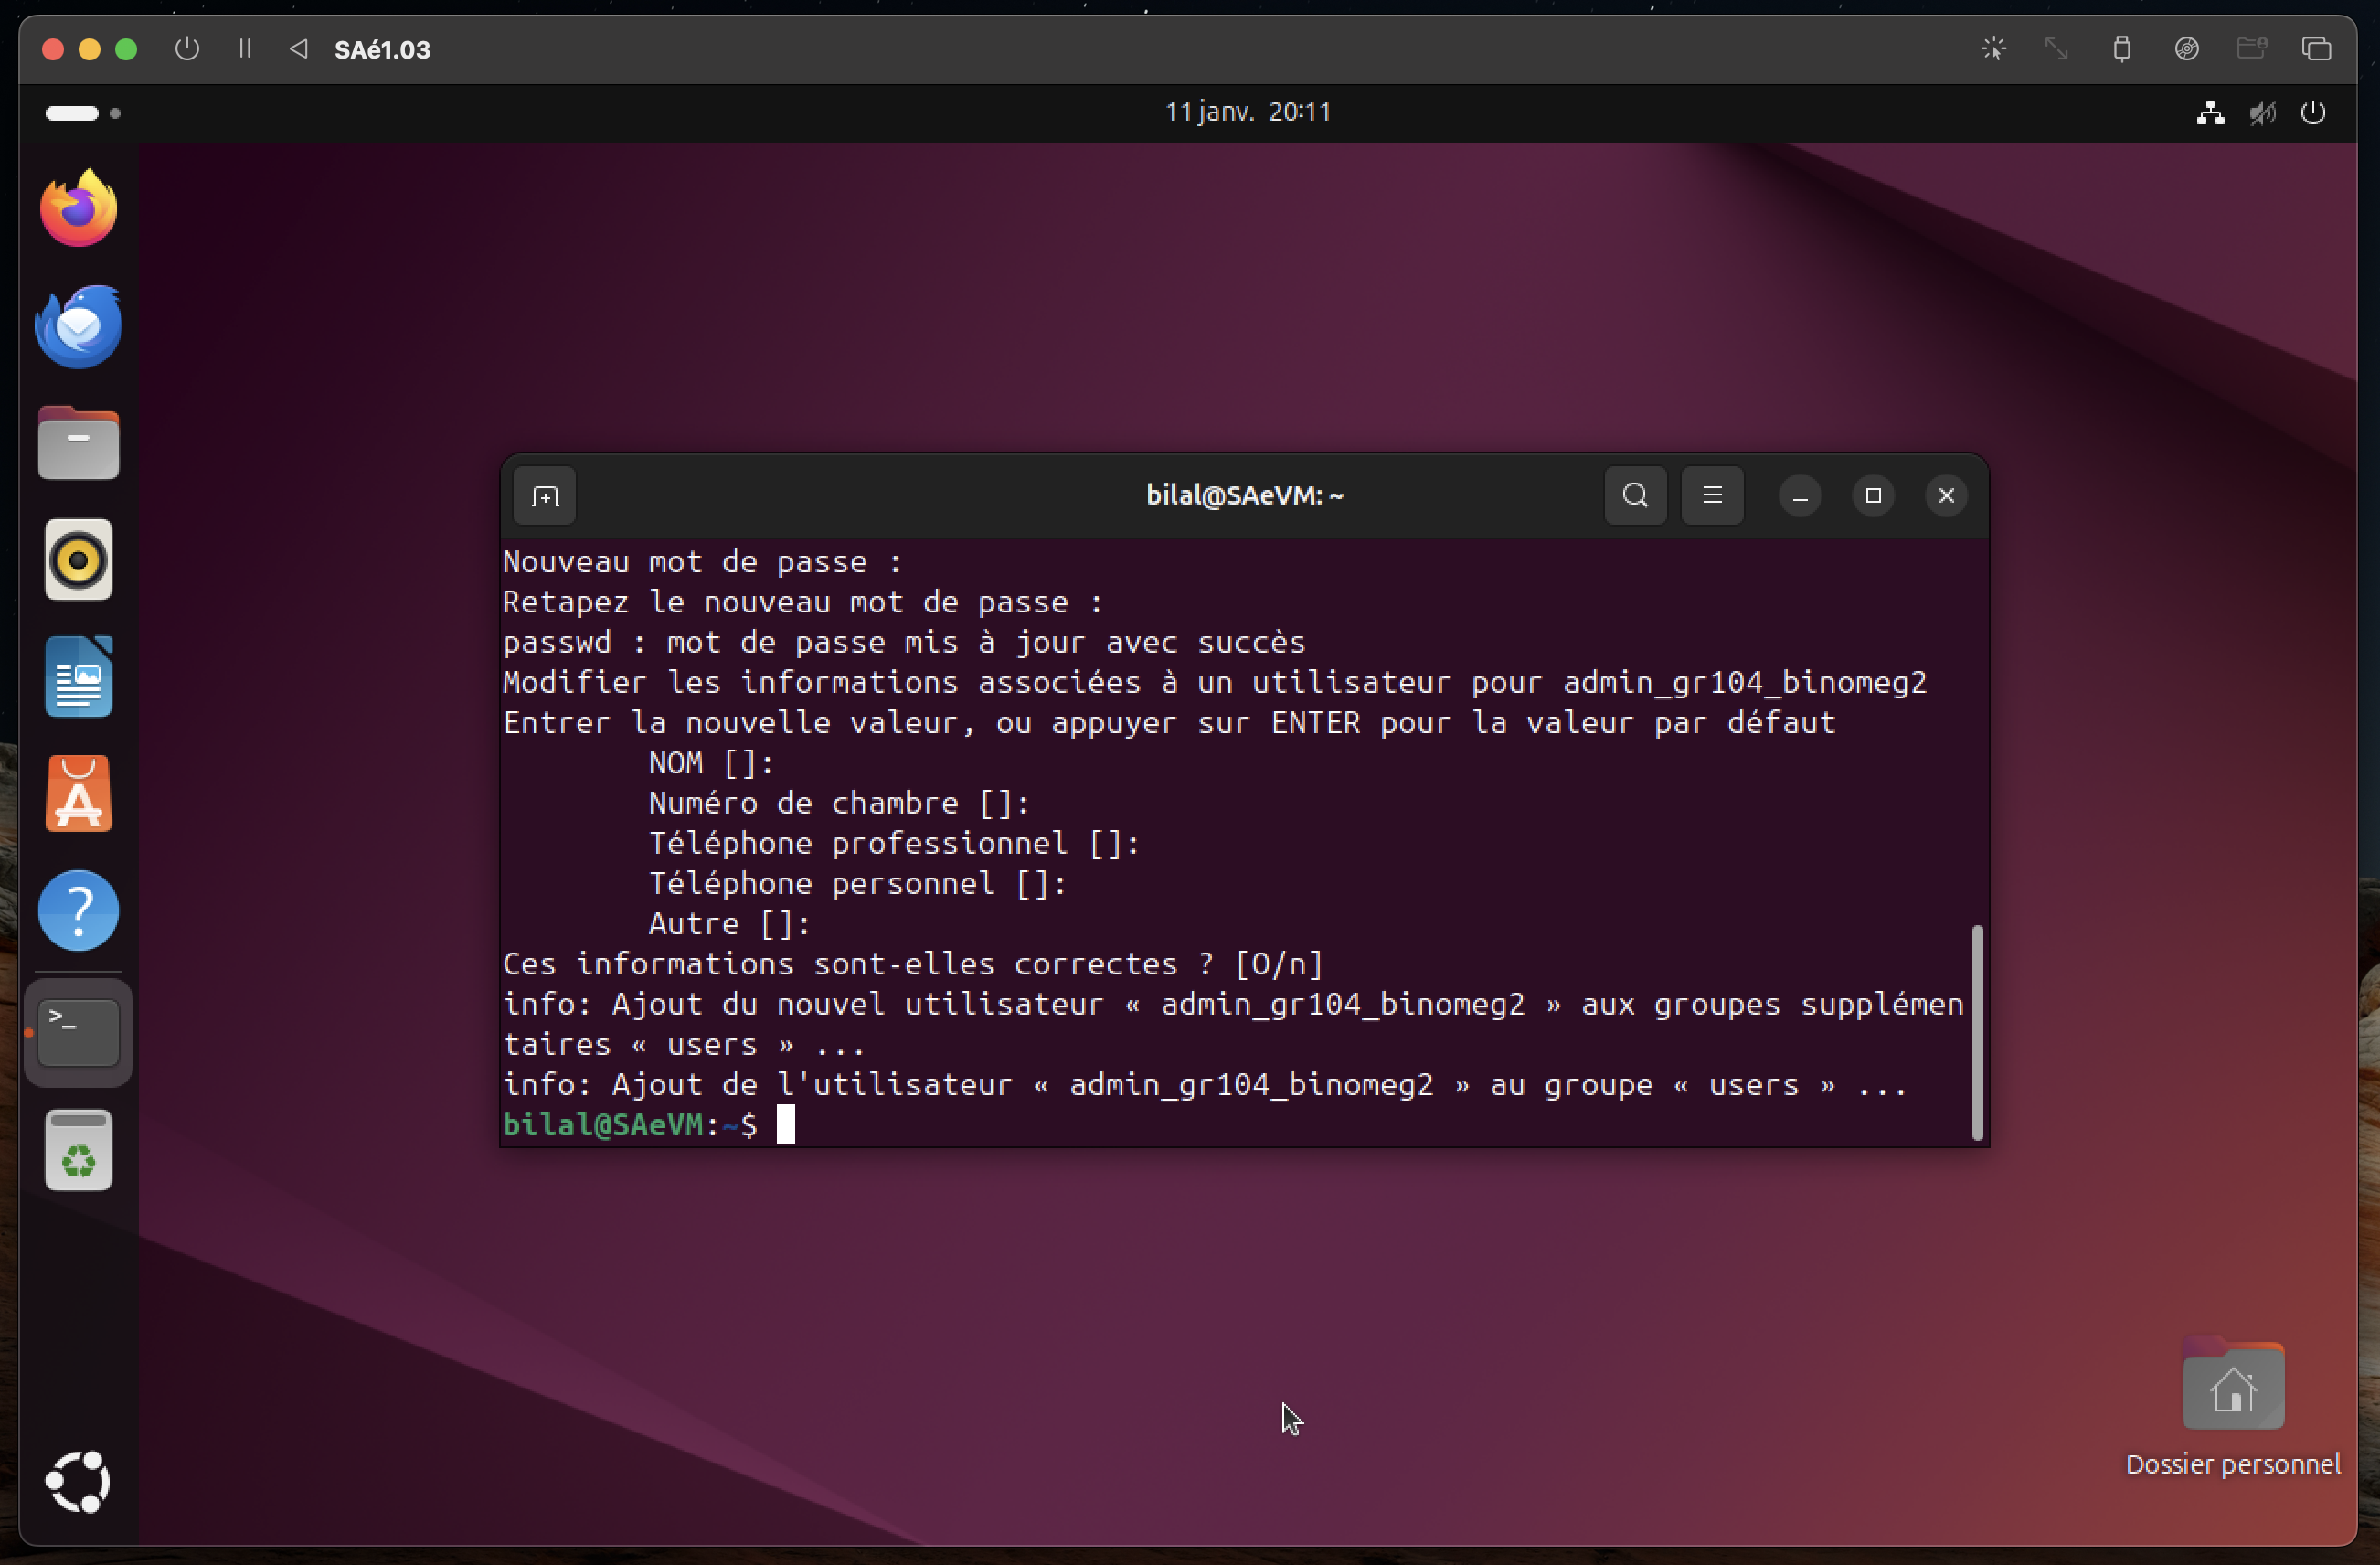 SAé1.03
11 janv. 20:11
bilal@SAeVM: ~
Nouveau mot de passe :
Retapez le nouveau mot de passe :
passwd : mot de passe mis à jour avec succès
Modifier les informations associées à un utilisateur pour admin_gr104_binomeg2
Entrer la nouvelle valeur, ou appuyer sur ENTER pour la valeur par défaut
NOM []:
Numéro de chambre []:
Téléphone professionnel []:
Téléphone personnel []:
Autre []:
Ces informations sont-elles correctes ? [O/n]
info: Ajout du nouvel utilisateur « admin_gr104_binomeg2 » aux groupes supplémen
taires « users » ...
info: Ajout de l'utilisateur « admin_gr104_binomeg2 » au groupe « users » ...
bilal@SAeVM:~$
Dossier personnel